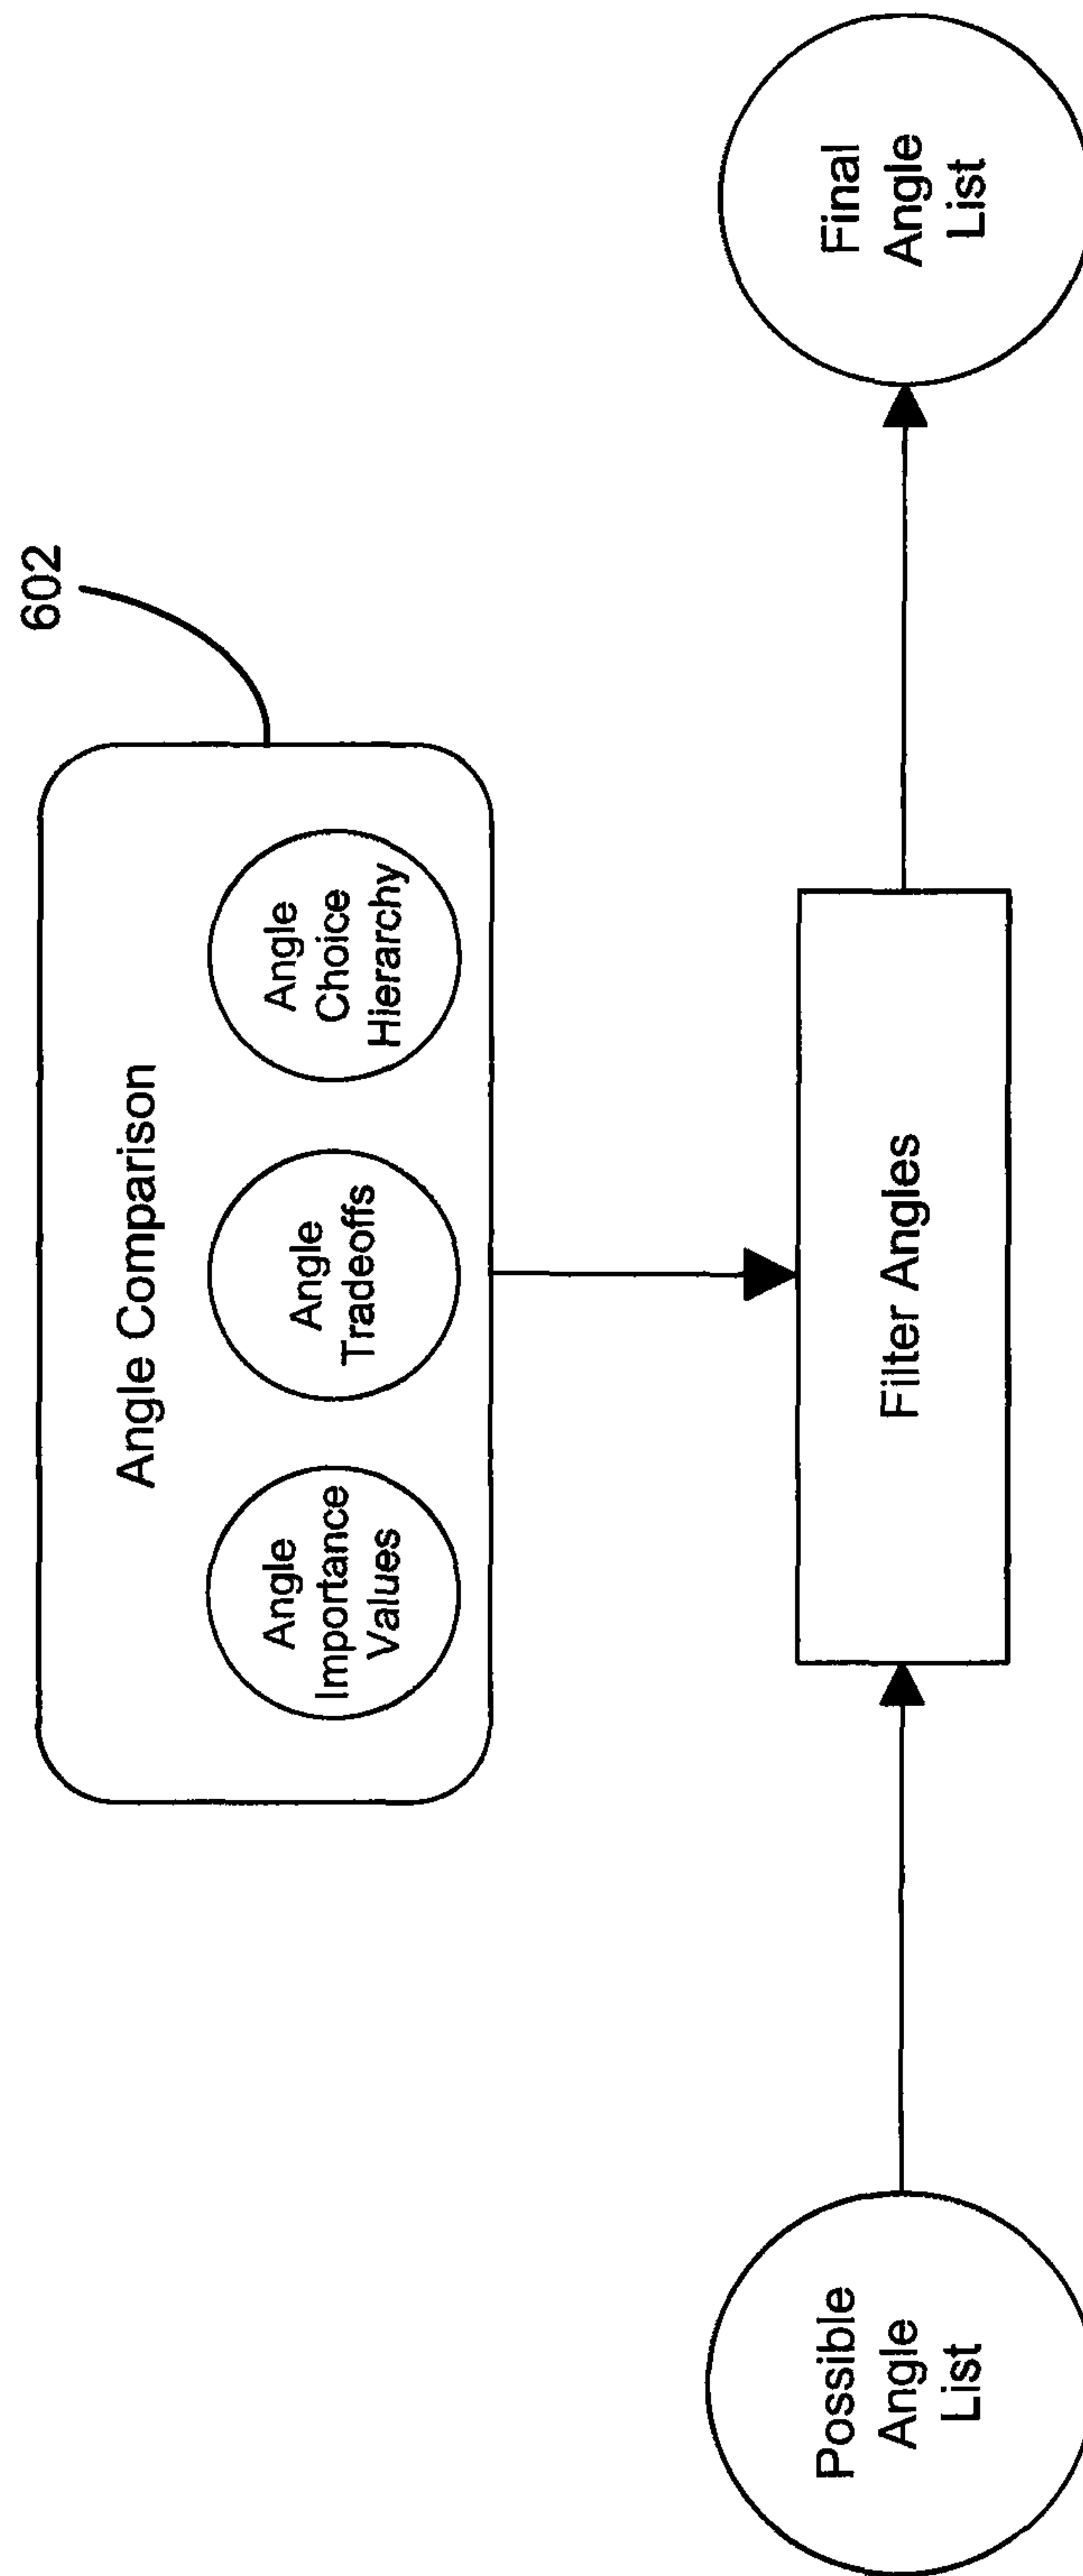 602
Angle Comparison
Angle
Importance
Values
Angle
Tradeoffs
Angle
Choice
Hierarchy
Possible
Angle
List
Filter Angles
Final
Angle
List